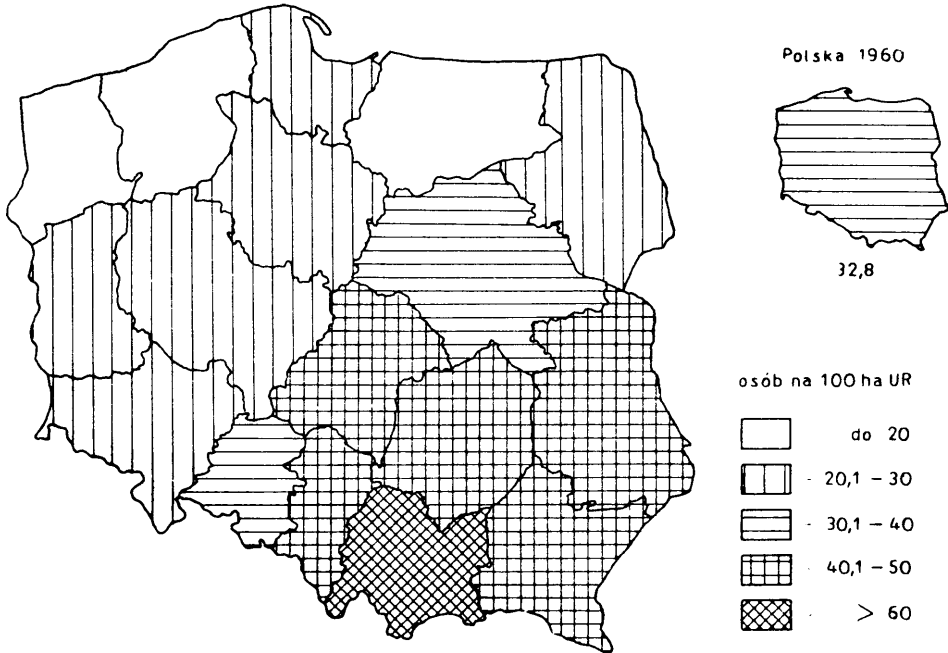 Polska 1960
32,8
osób na 100 ha UR
do 20
20,1 – 30
30,1 – 40
40,1 – 50
> 60